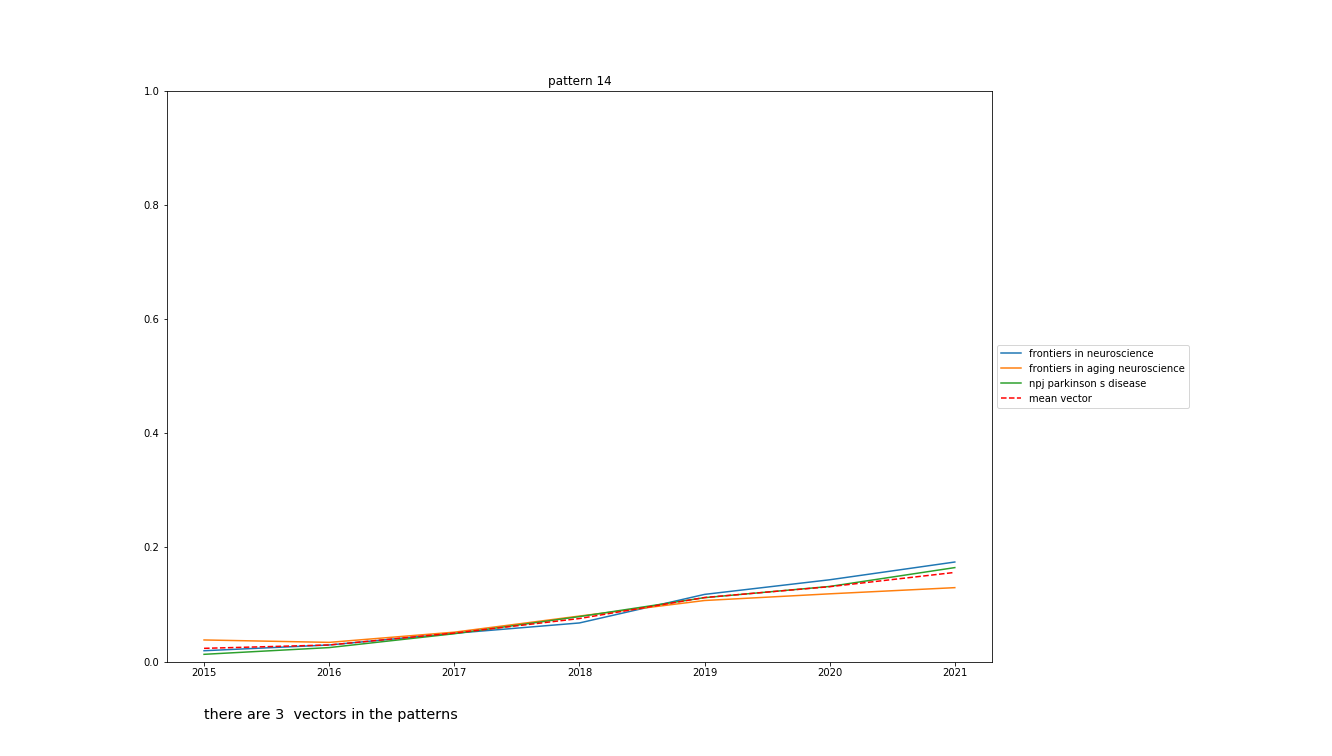 pattern 14
1.0
0.8
0.6
0.4
0.2
0.0
2015 2016 2017 2018 2019 2020 2021
frontiers in neuroscience
frontiers in aging neuroscience
npj parkinson s disease
mean vector
there are 3  vectors in the patterns